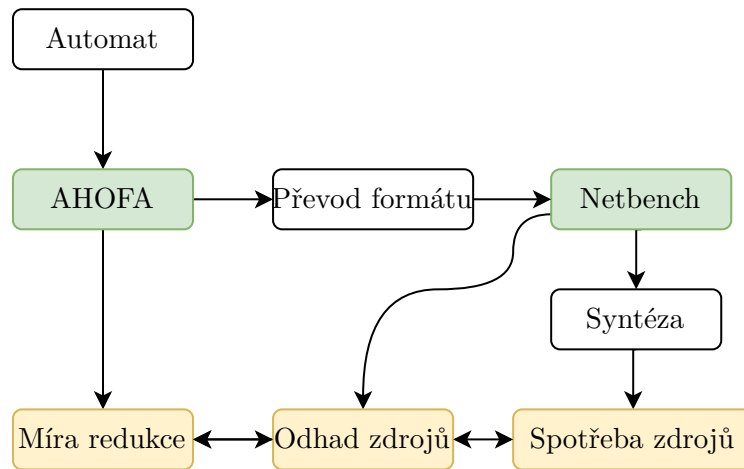 Automat
AHOFA
Převod formátu
Netbench
Syntéza
Míra redukce
Odhad zdrojů
Spotřeba zdrojů